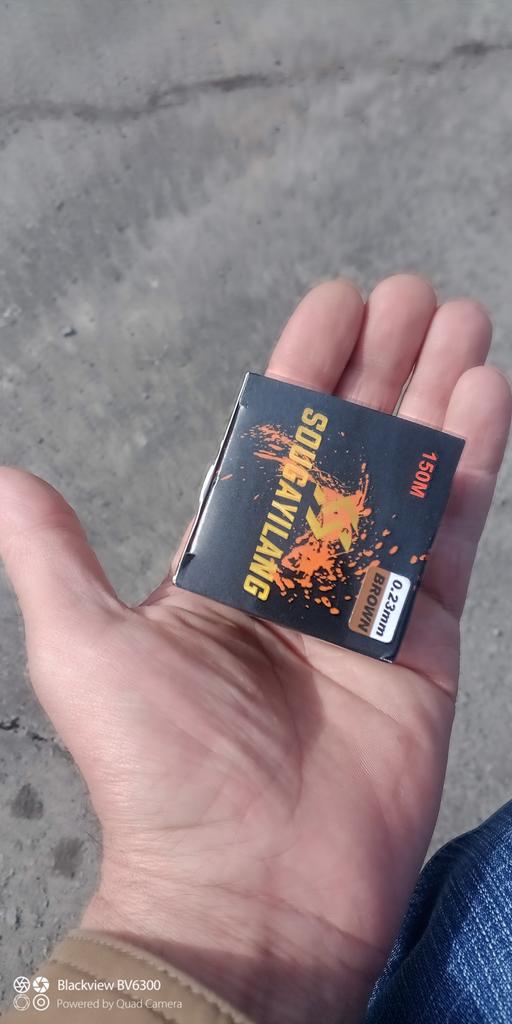 150M
SOUGAYILANG
0.23mm
BROWN
Blackview BV6300
Powered by Quad Camera